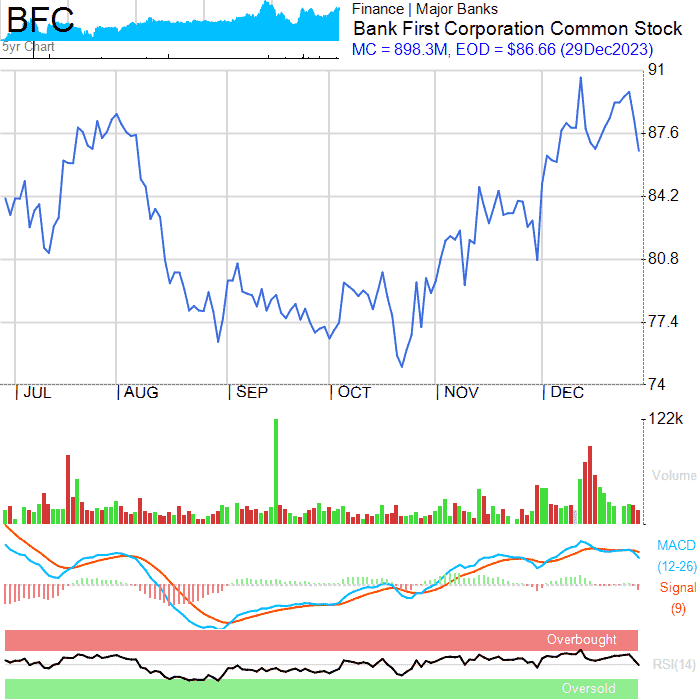 BFC
5yr Chart
Finance | Major Banks
Bank First Corporation Common Stock
MC = 898.3M, EOD = $86.66 (29Dec2023)
91
87.6
84.2
80.8
77.4
74
JUL AUG SEP OCT NOV DEC
122k
Volume
MACD
(12-26)
Signal
(9)
Overbought
RSI(14)
Oversold